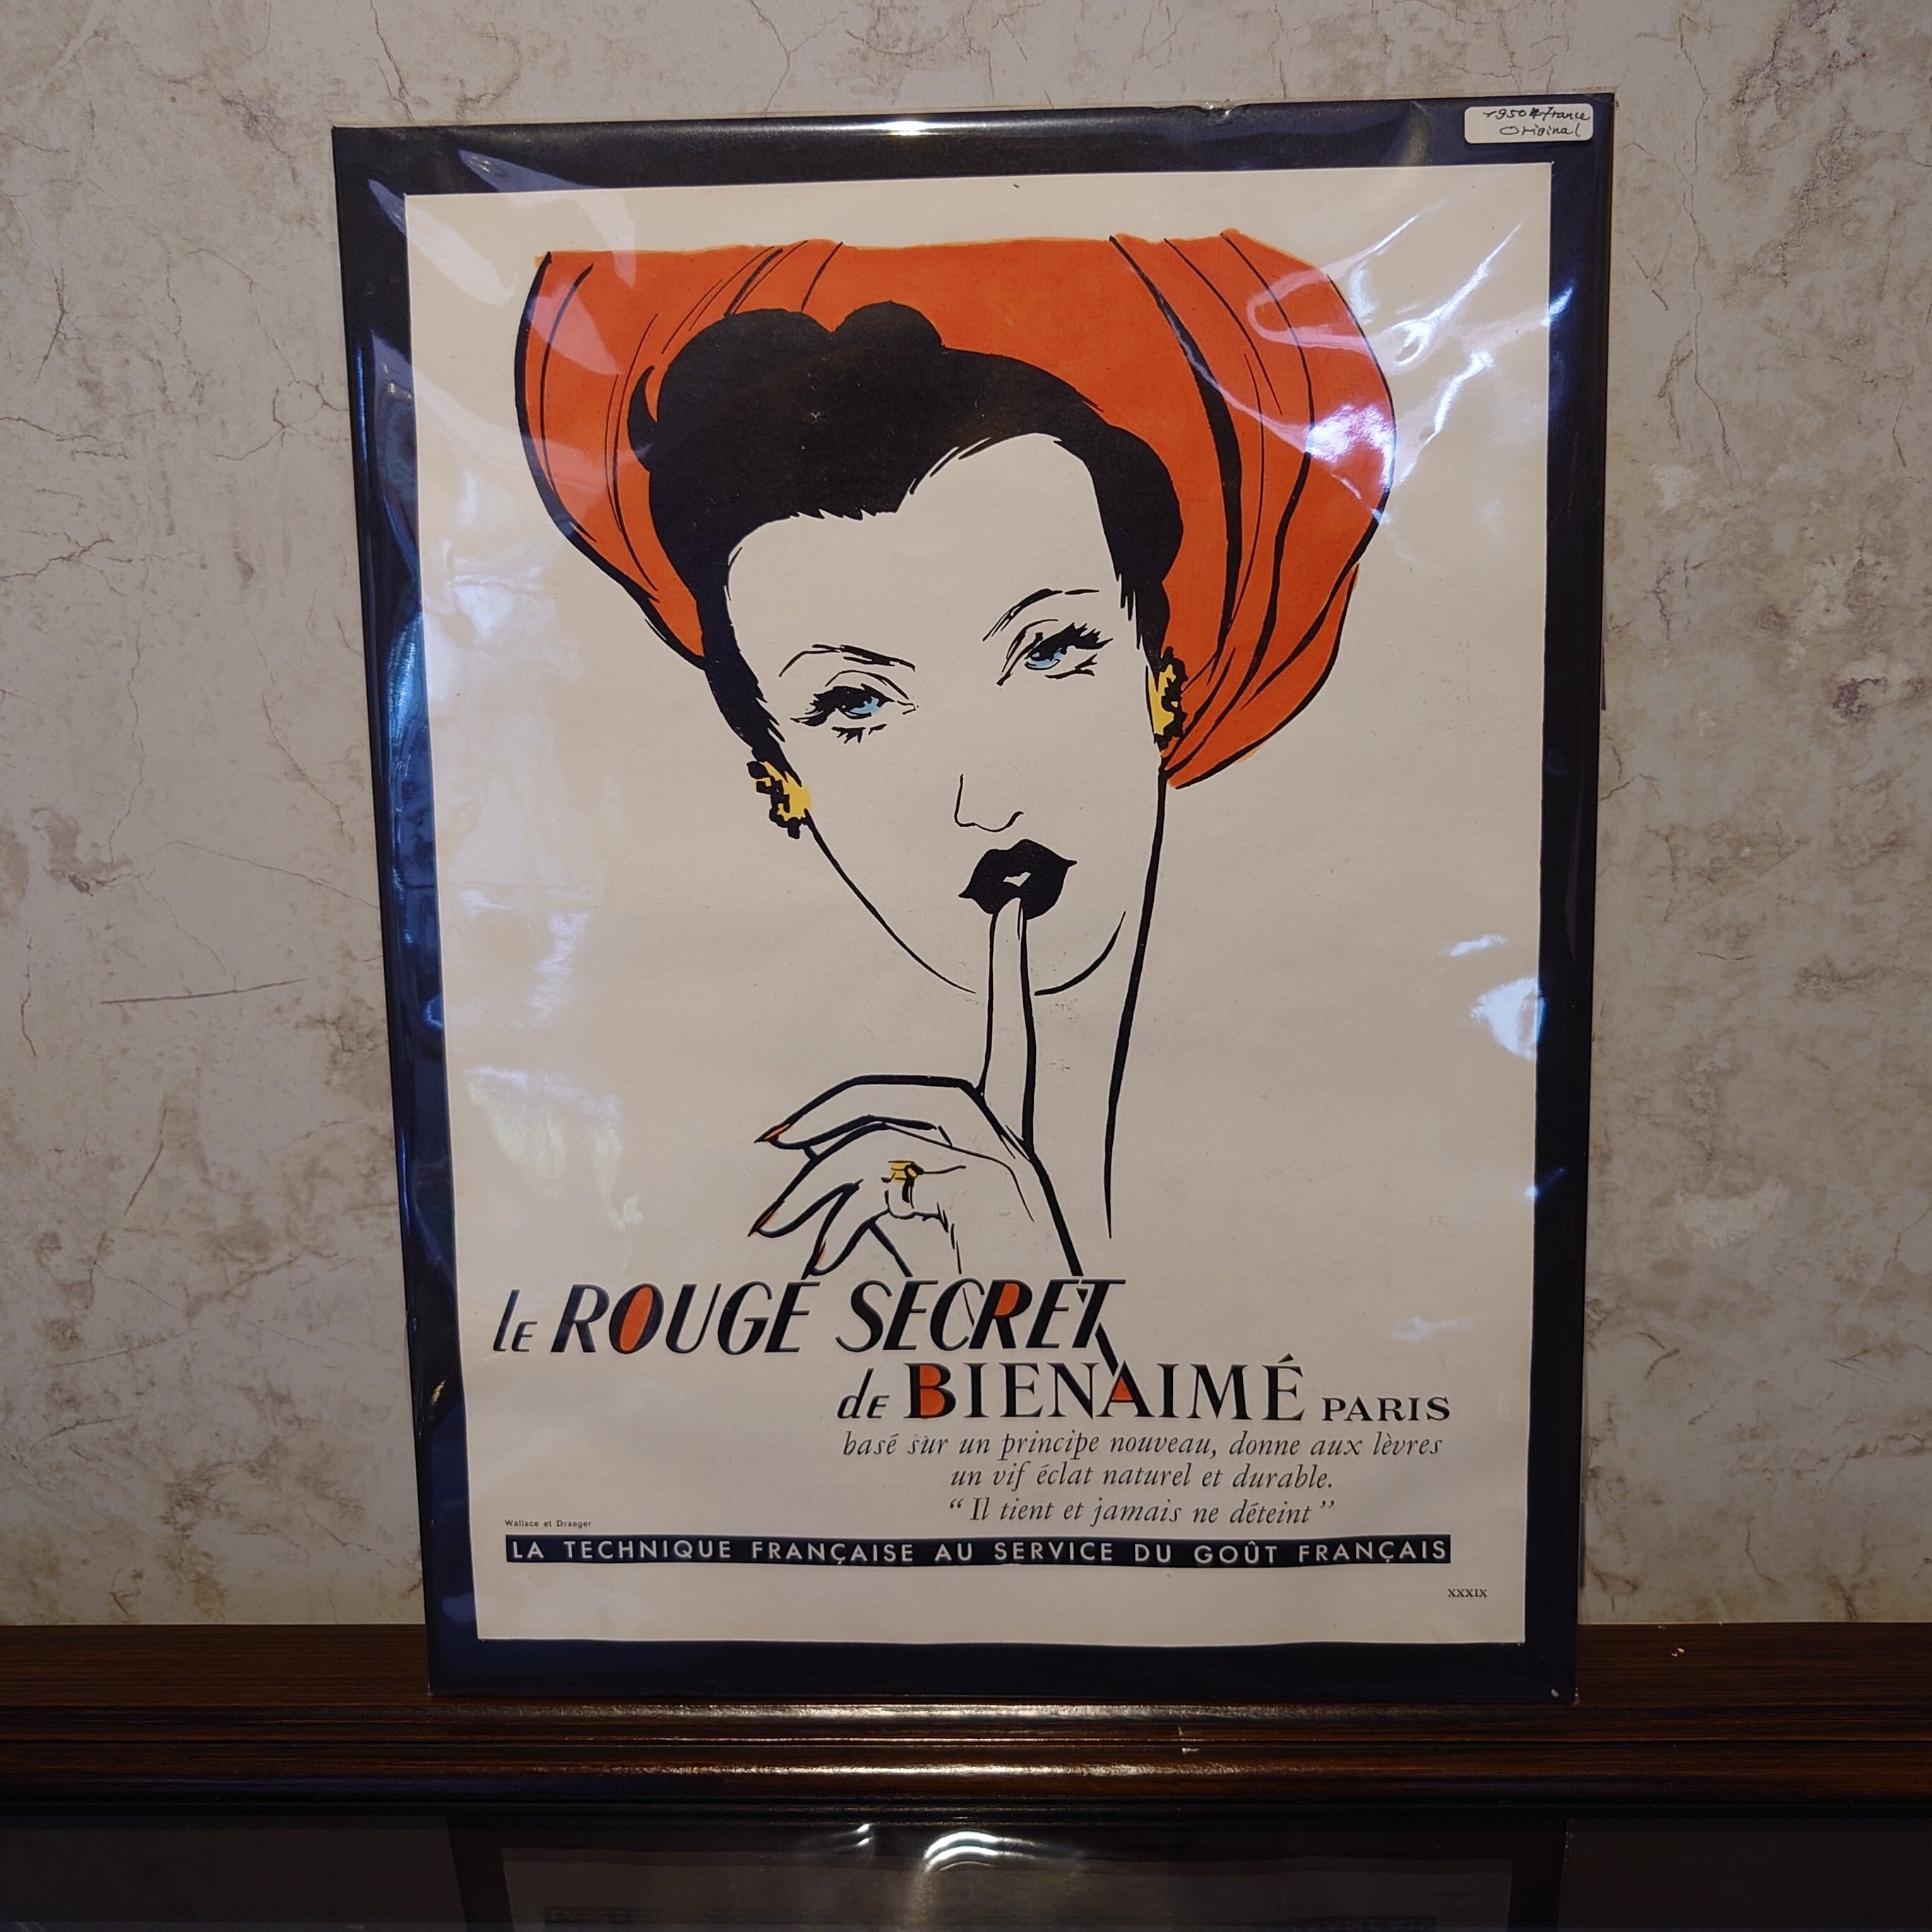 1950年France
Original
le ROUGE SECRET
de BIENAIMÉ PARIS
basé sur un principe nouveau, donne aux lèvres
un vif éclat naturel et durable.
“Il tient et jamais ne déteint”
Wallace et Draeger
LA TECHNIQUE FRANÇAISE AU SERVICE DU GOÛT FRANÇAIS
XXXIX